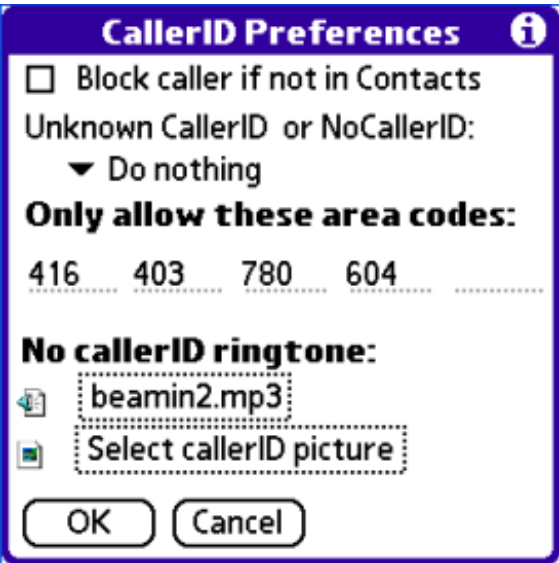 CallerID Preferences i
Block caller if not in Contacts
Unknown CallerID or NoCallerID:
Do nothing
Only allow these area codes:
416 403 780 604
No callerID ringtone:
beamin2.mp3
Select callerID picture
OK Cancel